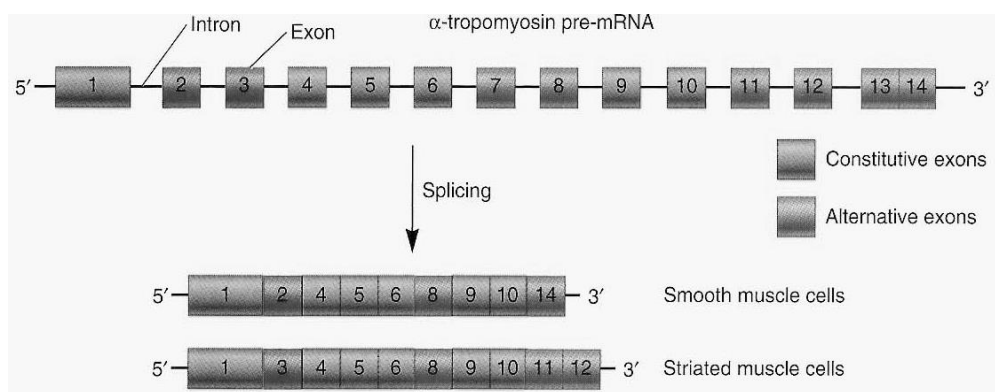 α-tropomyosin pre-mRNA
Intron
Exon
5′ 1 2 3 4 5 6 7 8 9 10 11 12 13 14 3′
Constitutive exons
Alternative exons
Splicing
5′ 1 2 4 5 6 8 9 10 14 3′ Smooth muscle cells
5′ 1 3 4 5 6 8 9 10 11 12 3′ Striated muscle cells